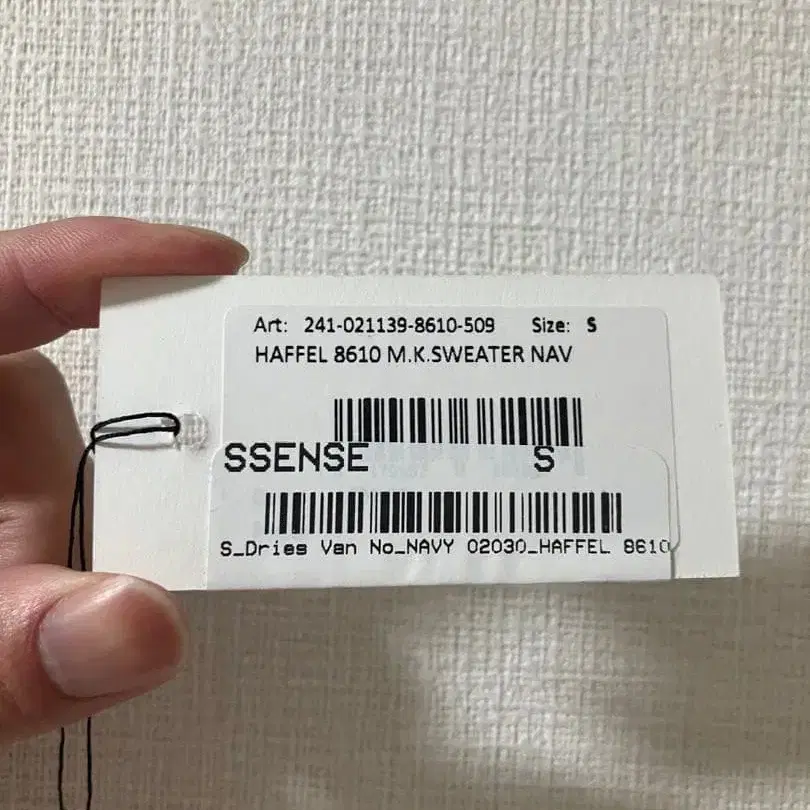 Art: 241-021139-8610-509 Size: S
HAFFEL 8610 M.K.SWEATER NAV
SSENSE S
S_Dries Van No_NAVY 02030_HAFFEL 8610